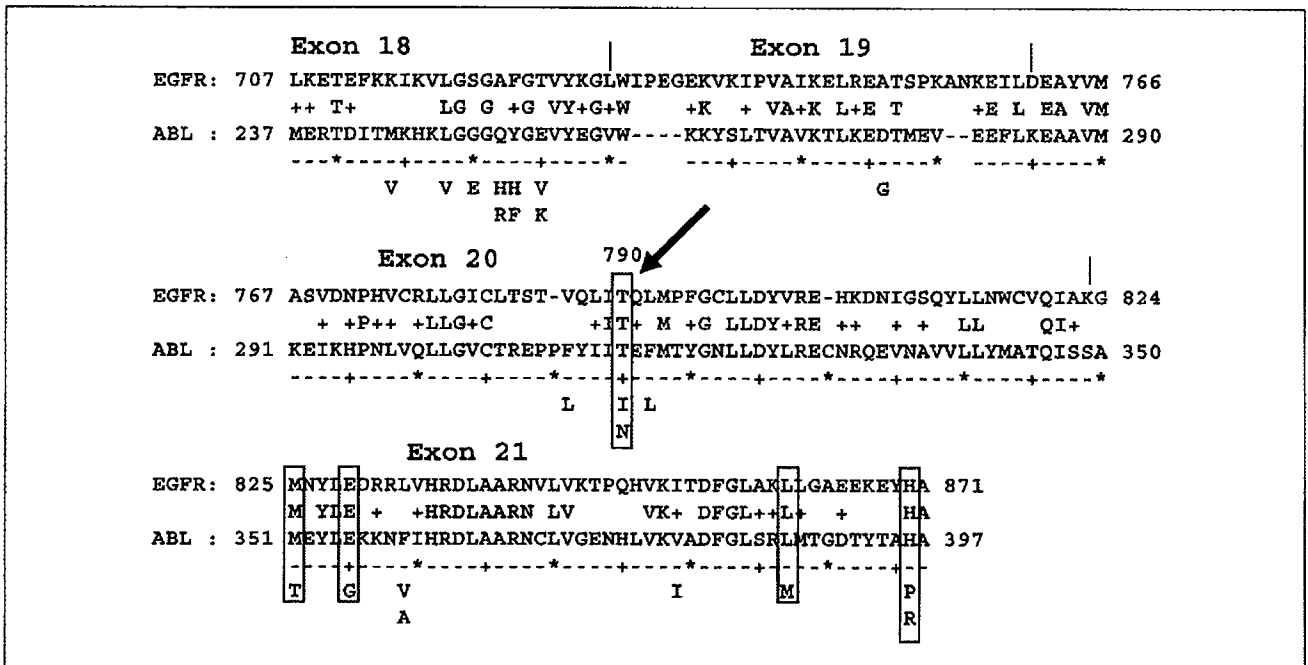 Exon 18 | Exon 19 |
EGFR: 707 LKETEFKKIKVLGSGAFGTVYKGLWIPEGEKVKIPVAIKELREATSPKANKEILDEAYVM 766
++ T+ LG G +G VY+G+W +K + VA+K L+E T +E L EA VM
ABL : 237 MERTDITMKHKLGGGQYGEVYEGVW----KKYSLTVAVKTLKEDTMEV--EEFLKEAAVM 290
---*----+----*----+----*- ----+----*----+----* ----+----*
V V E HH V G
RF K
Exon 20 790 |
EGFR: 767 ASVDNPHVCRLLGICLTST-VQLITQLMPFGCLLDYVRE-HKDNIGSQYLLNWCVQIAKG 824
+ +P++ +LLG+C +IT+ M +G LLDY+RE ++ + + LL QI+
ABL : 291 KEIKHPNLVQLLGVCTREPPFYIITEFMTYGNLLDYLRECNRQEVNAVVLLYMATQISSA 350
----+----*----+----*----+----*----+----*----+----*----+----*
L I L
N
Exon 21
EGFR: 825 MNYLEDRRLVHRDLAARNVLVKTPQHVKITDFGLAKLLGAEEKEYHA 871
M YLE + +HRDLAARN LV VK+ DFGL++L+ + HA
ABL : 351 MEYLEKKNFIHRDLAARNCLVGENHLVKVADFGLSRLMTGDTYTAHA 397
----+----*----+----*----+----*----+----*----+-
T G V I M P
A R